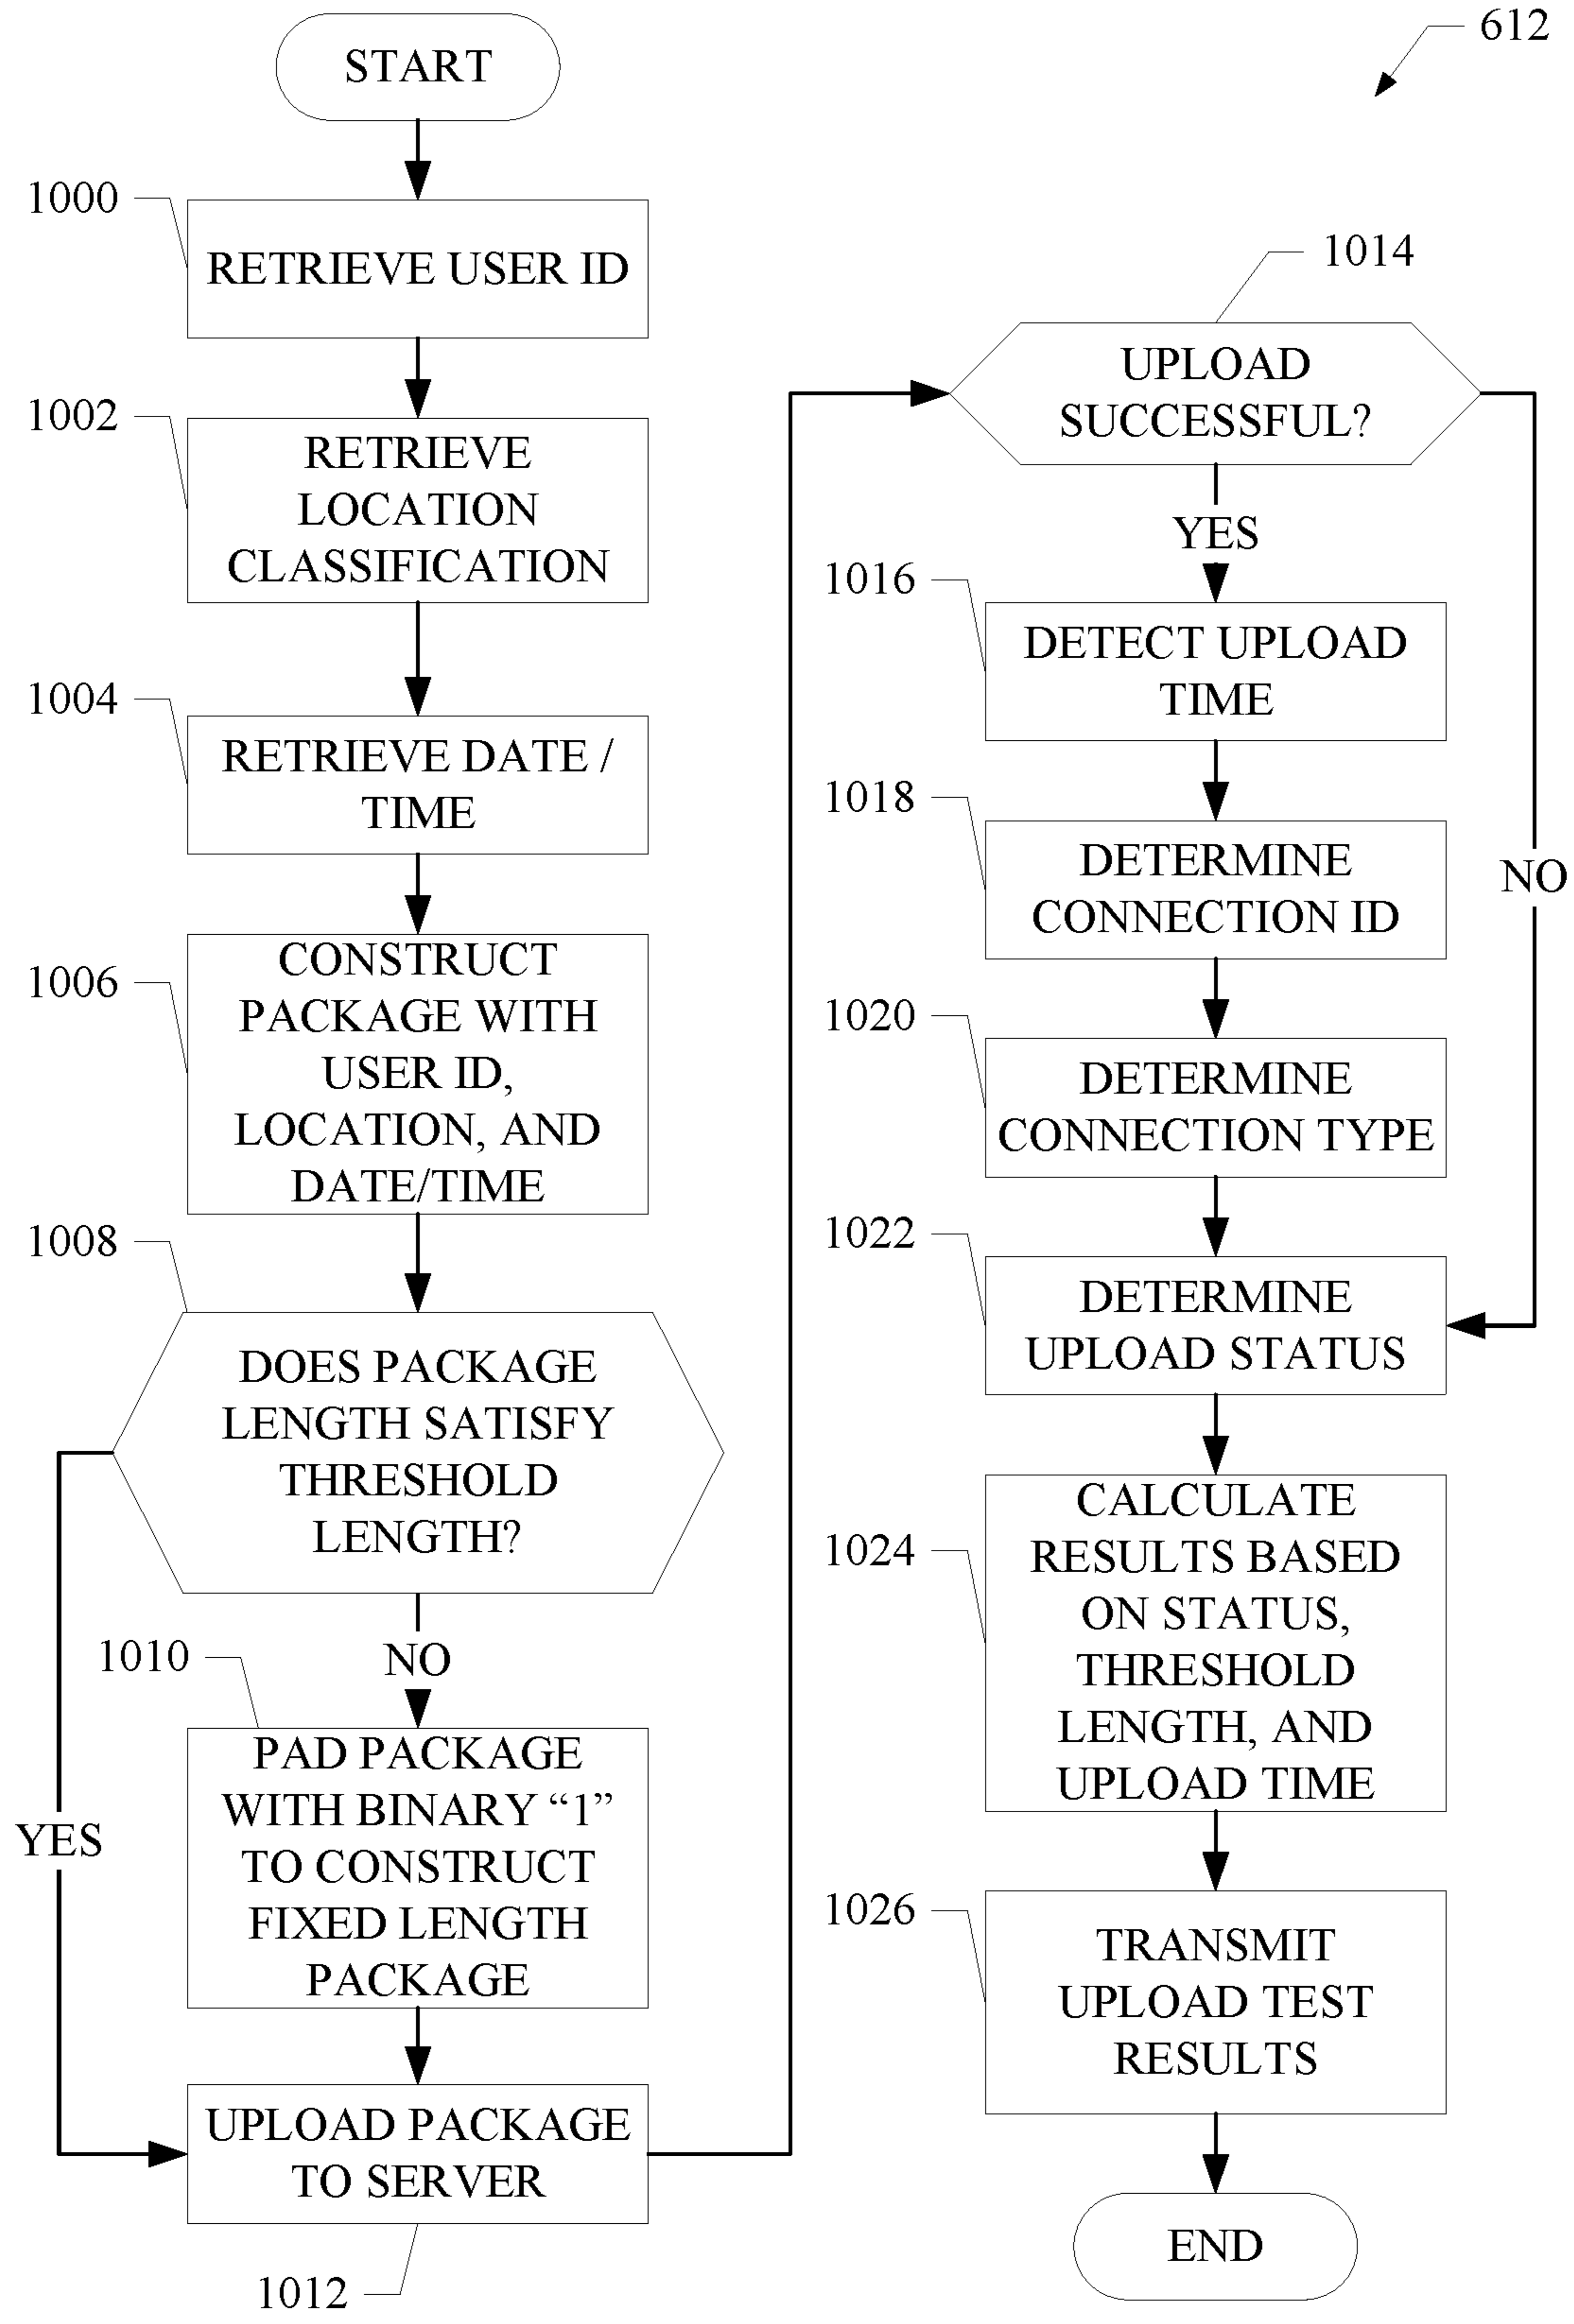 START
1000
RETRIEVE USER ID
1002
RETRIEVE
LOCATION
CLASSIFICATION
1004
RETRIEVE DATE /
TIME
1006
CONSTRUCT
PACKAGE WITH
USER ID,
LOCATION, AND
DATE/TIME
1008
DOES PACKAGE
LENGTH SATISFY
THRESHOLD
LENGTH?
NO
YES
1010
PAD PACKAGE
WITH BINARY “1”
TO CONSTRUCT
FIXED LENGTH
PACKAGE
UPLOAD PACKAGE
TO SERVER
1012
612
1014
UPLOAD
SUCCESSFUL?
YES
NO
1016
DETECT UPLOAD
TIME
1018
DETERMINE
CONNECTION ID
1020
DETERMINE
CONNECTION TYPE
1022
DETERMINE
UPLOAD STATUS
1024
CALCULATE
RESULTS BASED
ON STATUS,
THRESHOLD
LENGTH, AND
UPLOAD TIME
1026
TRANSMIT
UPLOAD TEST
RESULTS
END